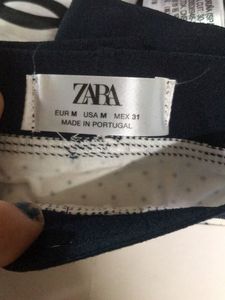 ZARA
EUR M USA M MEX 31
MADE IN PORTUGAL